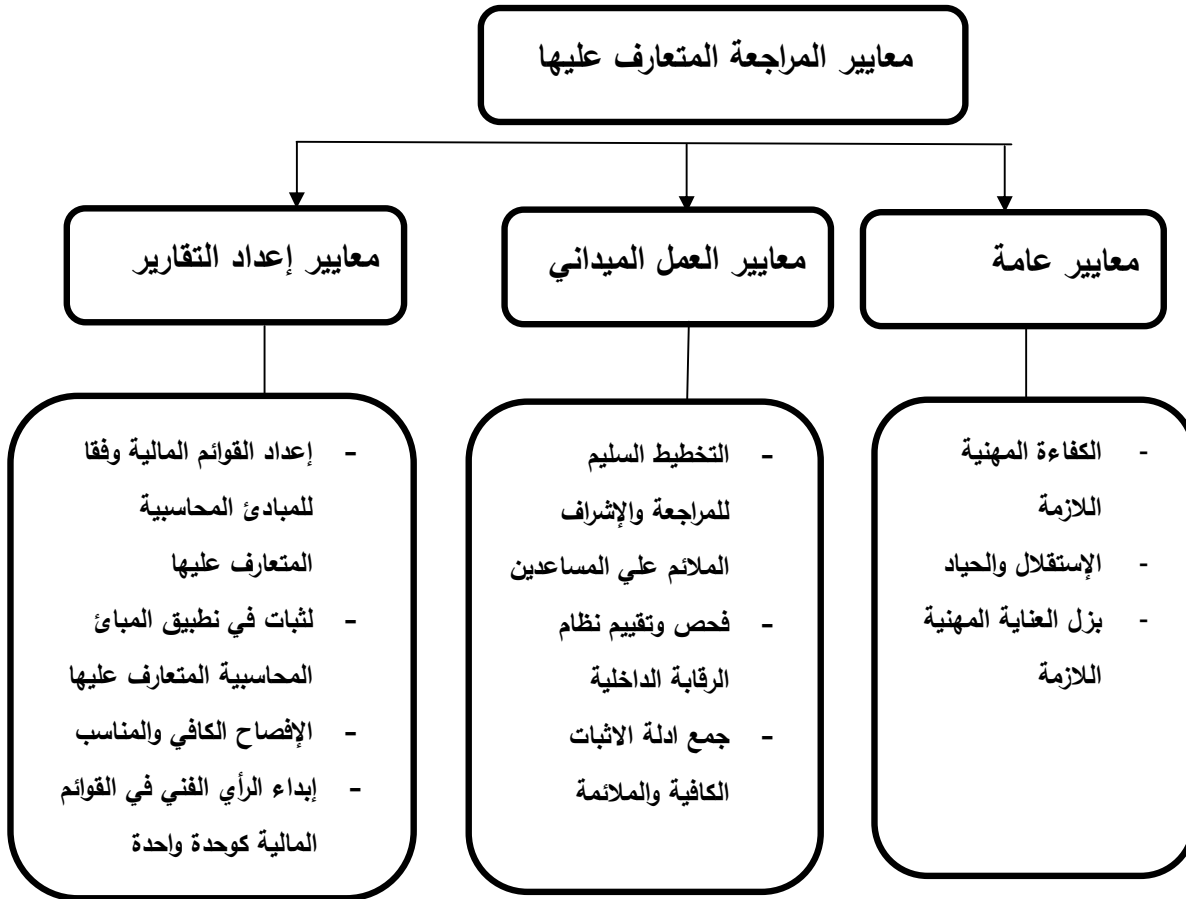 معايير المراجعة المتعارف عليها
معايير عامة
معايير العمل الميداني
معايير إعداد التقارير
- الكفاءة المهنية
اللازمة
- الإستقلال والحياد
- بزل العناية المهنية
اللازمة
- التخطيط السليم
للمراجعة والإشراف
الملائم علي المساعدين
- فحص وتقييم نظام
الرقابة الداخلية
- جمع ادلة الاثبات
الكافية والملائمة
- إعداد القوائم المالية وفقا
للمبادئ المحاسبية
المتعارف عليها
- لثبات في نطبيق المبائ
المحاسبية المتعارف عليها
- الإفصاح الكافي والمناسب
- إبداء الرأي الفني في القوائم
المالية كوحدة واحدة